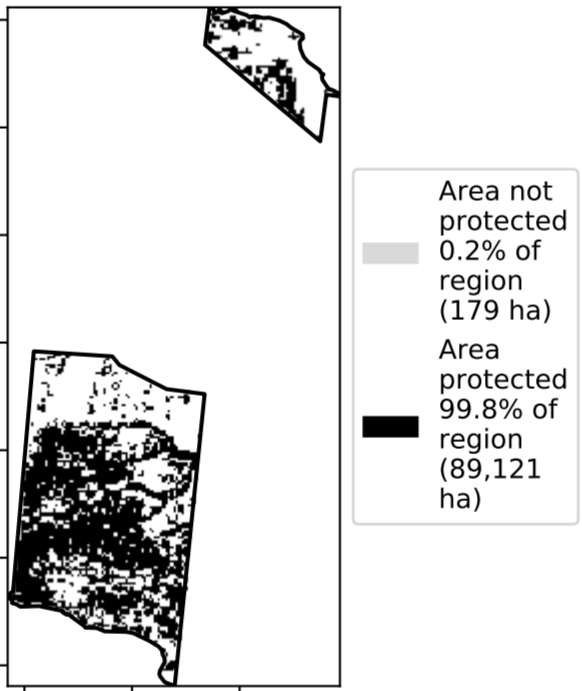 Area not
protected
0.2% of
region
(179 ha)
Area
protected
99.8% of
region
(89,121
ha)